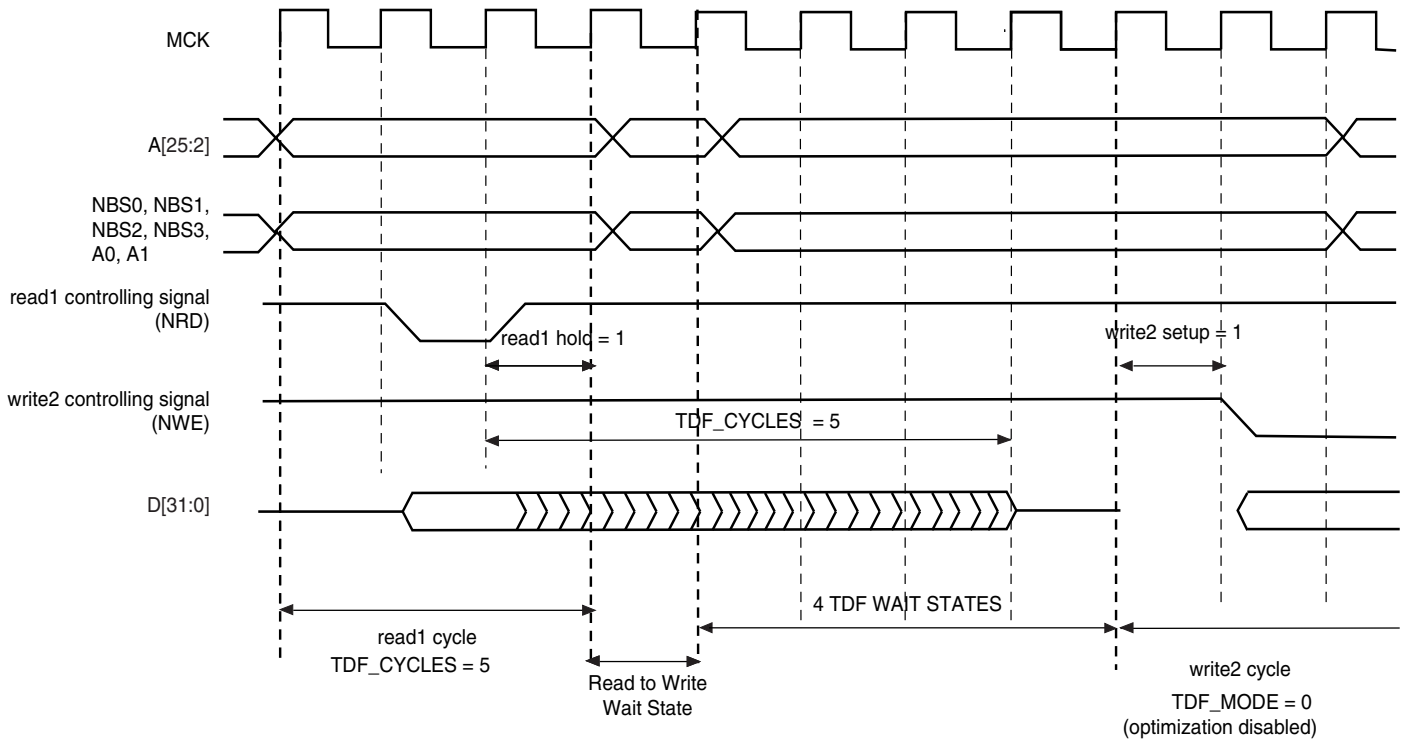 MCK
A[25:2]
NBS0, NBS1,
NBS2, NBS3,
A0, A1
read1 controlling signal
(NRD)
read1 hold = 1
write2 setup = 1
write2 controlling signal
(NWE)
TDF_CYCLES = 5
D[31:0]
4 TDF WAIT STATES
read1 cycle
TDF_CYCLES = 5
Read to Write
Wait State
write2 cycle
TDF_MODE = 0
(optimization disabled)